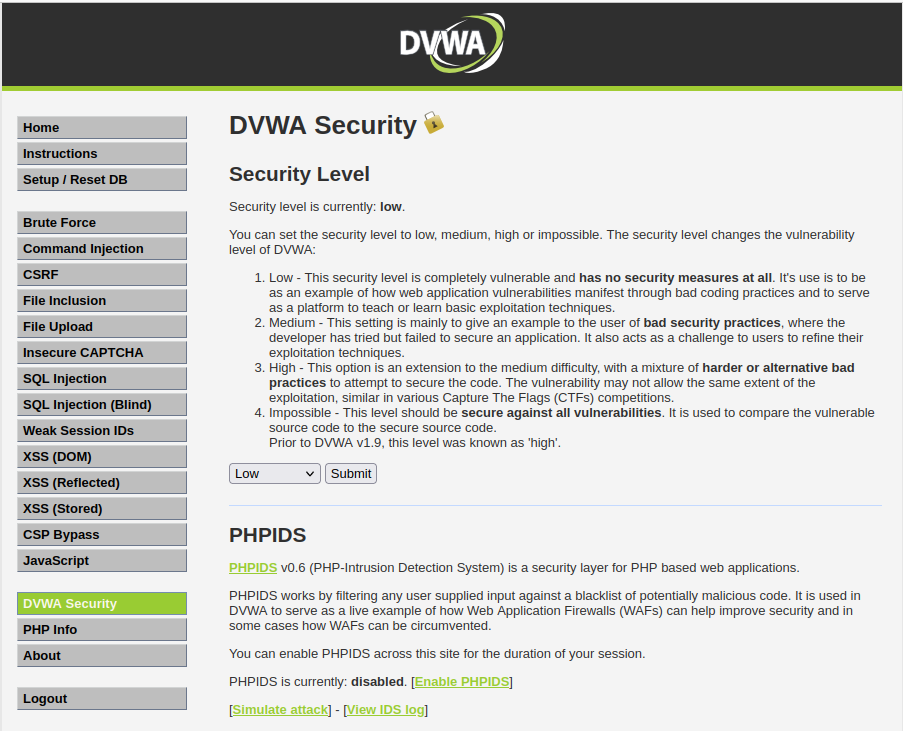 DVWA
Home
Instructions
Setup / Reset DB
Brute Force
Command Injection
CSRF
File Inclusion
File Upload
Insecure CAPTCHA
SQL Injection
SQL Injection (Blind)
Weak Session IDs
XSS (DOM)
XSS (Reflected)
XSS (Stored)
CSP Bypass
JavaScript
DVWA Security
PHP Info
About
Logout
DVWA Security
Security Level
Security level is currently: low.
You can set the security level to low, medium, high or impossible. The security level changes the vulnerability
level of DVWA:
1. Low - This security level is completely vulnerable and has no security measures at all. It's use is to be
as an example of how web application vulnerabilities manifest through bad coding practices and to serve
as a platform to teach or learn basic exploitation techniques.
2. Medium - This setting is mainly to give an example to the user of bad security practices, where the
developer has tried but failed to secure an application. It also acts as a challenge to users to refine their
exploitation techniques.
3. High - This option is an extension to the medium difficulty, with a mixture of harder or alternative bad
practices to attempt to secure the code. The vulnerability may not allow the same extent of the
exploitation, similar in various Capture The Flags (CTFs) competitions.
4. Impossible - This level should be secure against all vulnerabilities. It is used to compare the vulnerable
source code to the secure source code.
Prior to DVWA v1.9, this level was known as 'high'.
Low Submit
PHPIDS
PHPIDS v0.6 (PHP-Intrusion Detection System) is a security layer for PHP based web applications.
PHPIDS works by filtering any user supplied input against a blacklist of potentially malicious code. It is used in
DVWA to serve as a live example of how Web Application Firewalls (WAFs) can help improve security and in
some cases how WAFs can be circumvented.
You can enable PHPIDS across this site for the duration of your session.
PHPIDS is currently: disabled. [Enable PHPIDS]
[Simulate attack] - [View IDS log]